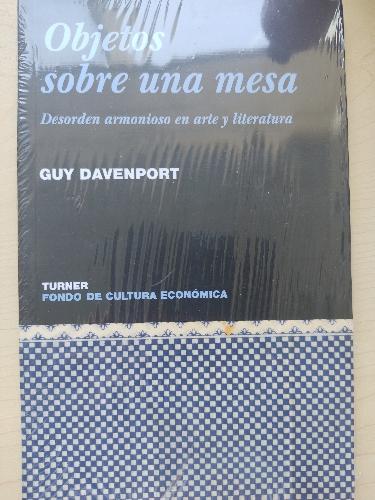 Objetos
sobre una mesa
Desorden armonioso en arte y literatura
GUY DAVENPORT
TURNER
FONDO DE CULTURA ECONÓMICA